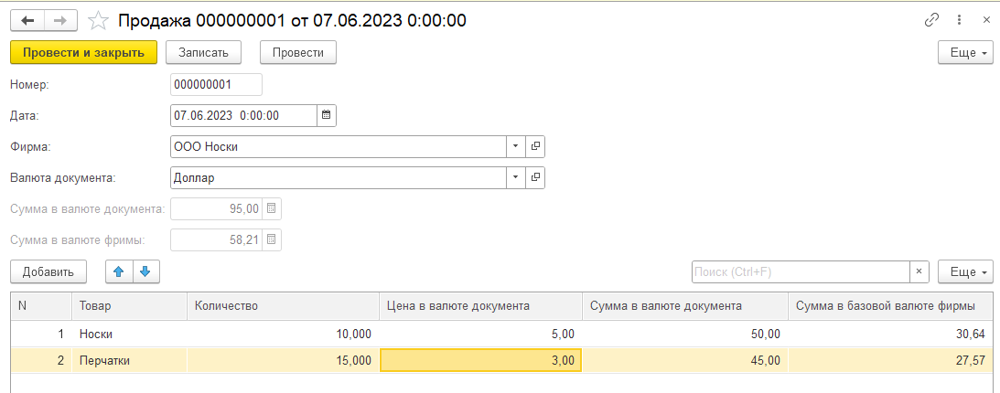 Продажа 000000001 от 07.06.2023 0:00:00
Провести и закрыть Записать Провести Еще
Номер: 000000001
Дата: 07.06.2023 0:00:00
Фирма: ООО Носки
Валюта документа: Доллар
Сумма в валюте документа: 95,00
Сумма в валюте фримы: 58,21
Добавить Поиск (Ctrl+F) × Еще
N Товар Количество Цена в валюте документа Сумма в валюте документа Сумма в базовой валюте фирмы
1 Носки 10,000 5,00 50,00 30,64
2 Перчатки 15,000 3,00 45,00 27,57